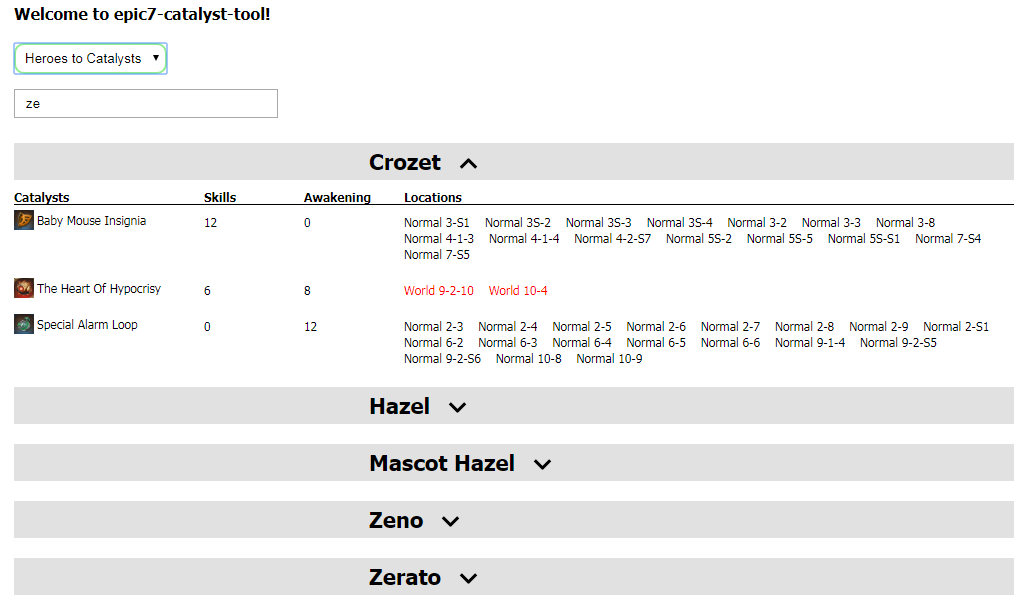 Welcome to epic7-catalyst-tool!
Heroes to Catalysts
ze
Crozet
Catalysts Skills Awakening Locations
Baby Mouse Insignia 12 0 Normal 3-S1 Normal 3S-2 Normal 3S-3 Normal 3S-4 Normal 3-2 Normal 3-3 Normal 3-8
Normal 4-1-3 Normal 4-1-4 Normal 4-2-S7 Normal 5S-2 Normal 5S-5 Normal 5S-S1 Normal 7-S4
Normal 7-S5
The Heart Of Hypocrisy 6 8 World 9-2-10 World 10-4
Special Alarm Loop 0 12 Normal 2-3 Normal 2-4 Normal 2-5 Normal 2-6 Normal 2-7 Normal 2-8 Normal 2-9 Normal 2-S1
Normal 6-2 Normal 6-3 Normal 6-4 Normal 6-5 Normal 6-6 Normal 9-1-4 Normal 9-2-S5
Normal 9-2-S6 Normal 10-8 Normal 10-9
Hazel
Mascot Hazel
Zeno
Zerato